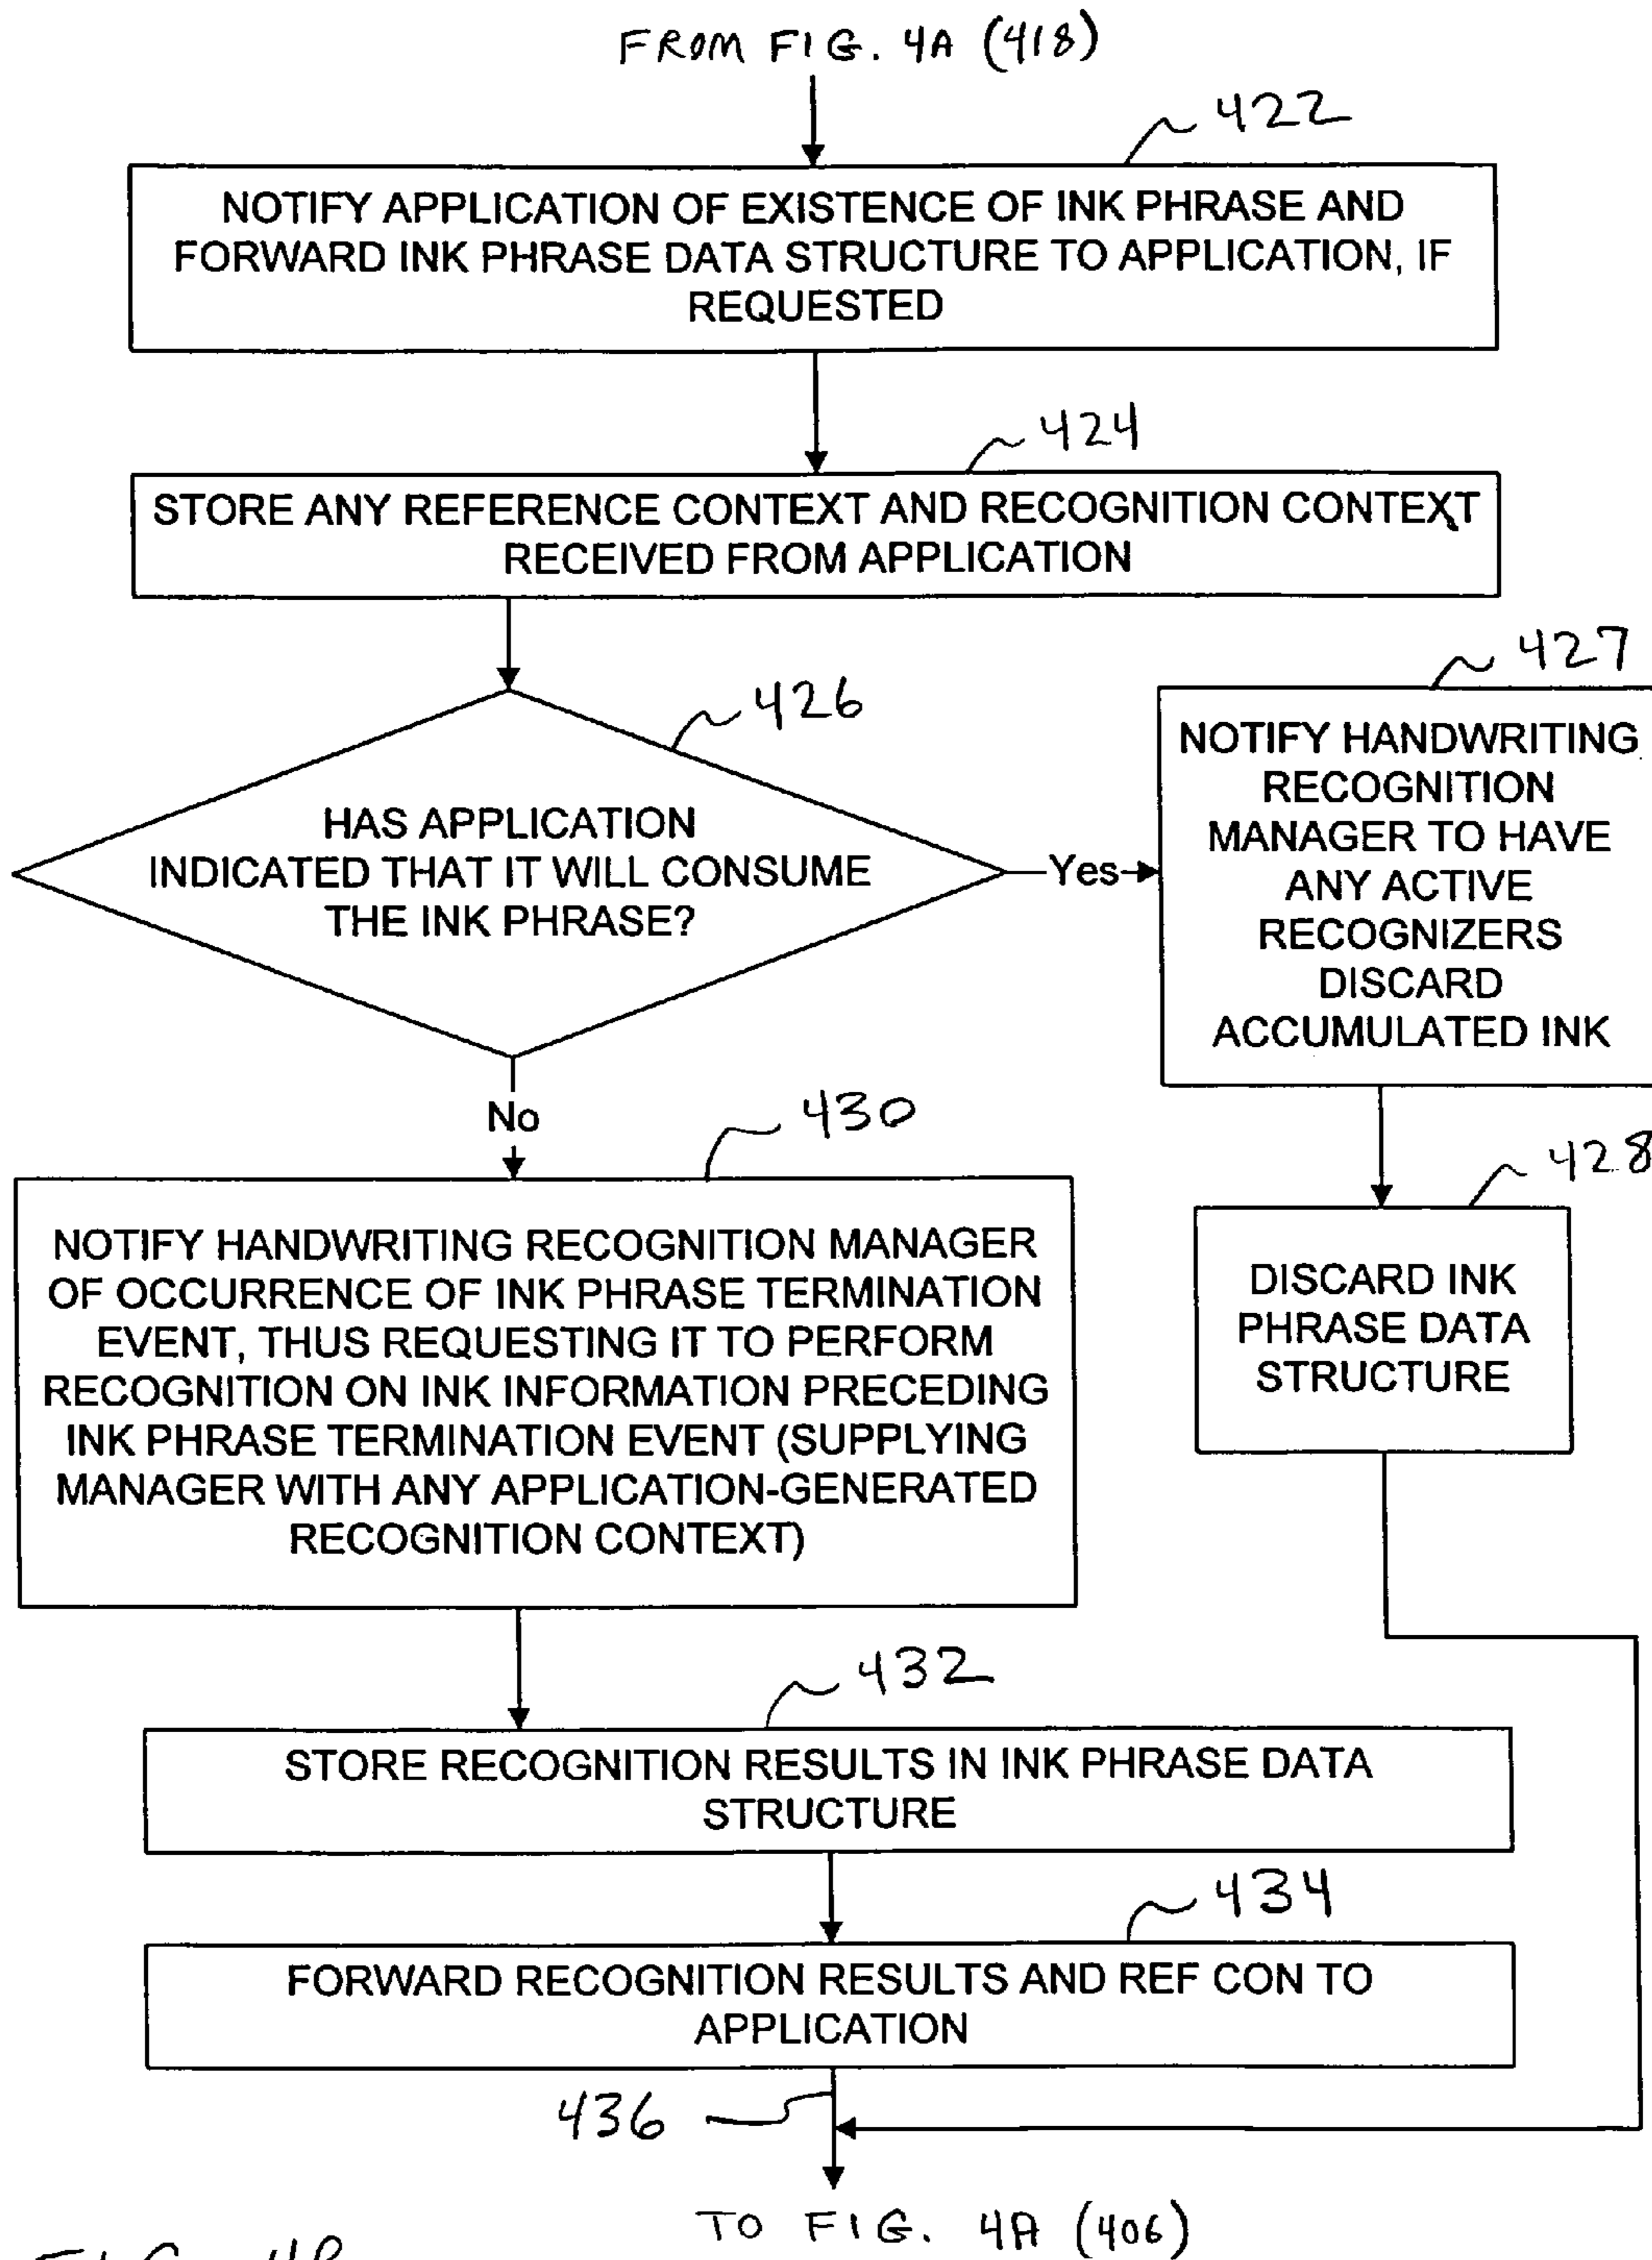 FROM FIG. 4A (418)
422
NOTIFY APPLICATION OF EXISTENCE OF INK PHRASE AND
FORWARD INK PHRASE DATA STRUCTURE TO APPLICATION, IF
REQUESTED
424
STORE ANY REFERENCE CONTEXT AND RECOGNITION CONTEXT
RECEIVED FROM APPLICATION
426
HAS APPLICATION
INDICATED THAT IT WILL CONSUME
THE INK PHRASE?
Yes
427
NOTIFY HANDWRITING
RECOGNITION
MANAGER TO HAVE
ANY ACTIVE
RECOGNIZERS
DISCARD
ACCUMULATED INK
No
430
NOTIFY HANDWRITING RECOGNITION MANAGER
OF OCCURRENCE OF INK PHRASE TERMINATION
EVENT, THUS REQUESTING IT TO PERFORM
RECOGNITION ON INK INFORMATION PRECEDING
INK PHRASE TERMINATION EVENT (SUPPLYING
MANAGER WITH ANY APPLICATION-GENERATED
RECOGNITION CONTEXT)
428
DISCARD INK
PHRASE DATA
STRUCTURE
432
STORE RECOGNITION RESULTS IN INK PHRASE DATA
STRUCTURE
434
FORWARD RECOGNITION RESULTS AND REF CON TO
APPLICATION
436
TO FIG. 4A (406)
FIG. 4B